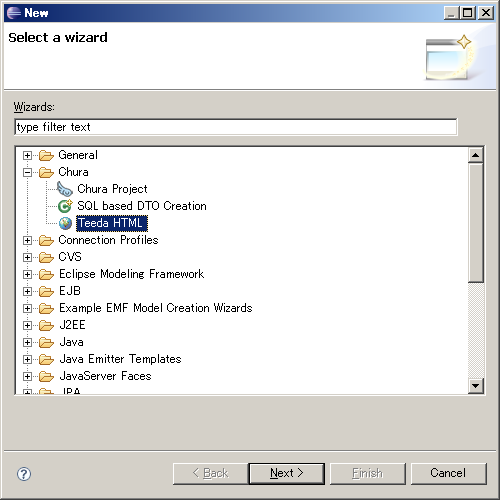 New
Select a wizard
Wizards:
type filter text
General
Chura
Chura Project
SQL based DTO Creation
Teeda HTML
Connection Profiles
CVS
Eclipse Modeling Framework
EJB
Example EMF Model Creation Wizards
J2EE
Java
Java Emitter Templates
JavaServer Faces
JPA
< Back Next > Finish Cancel